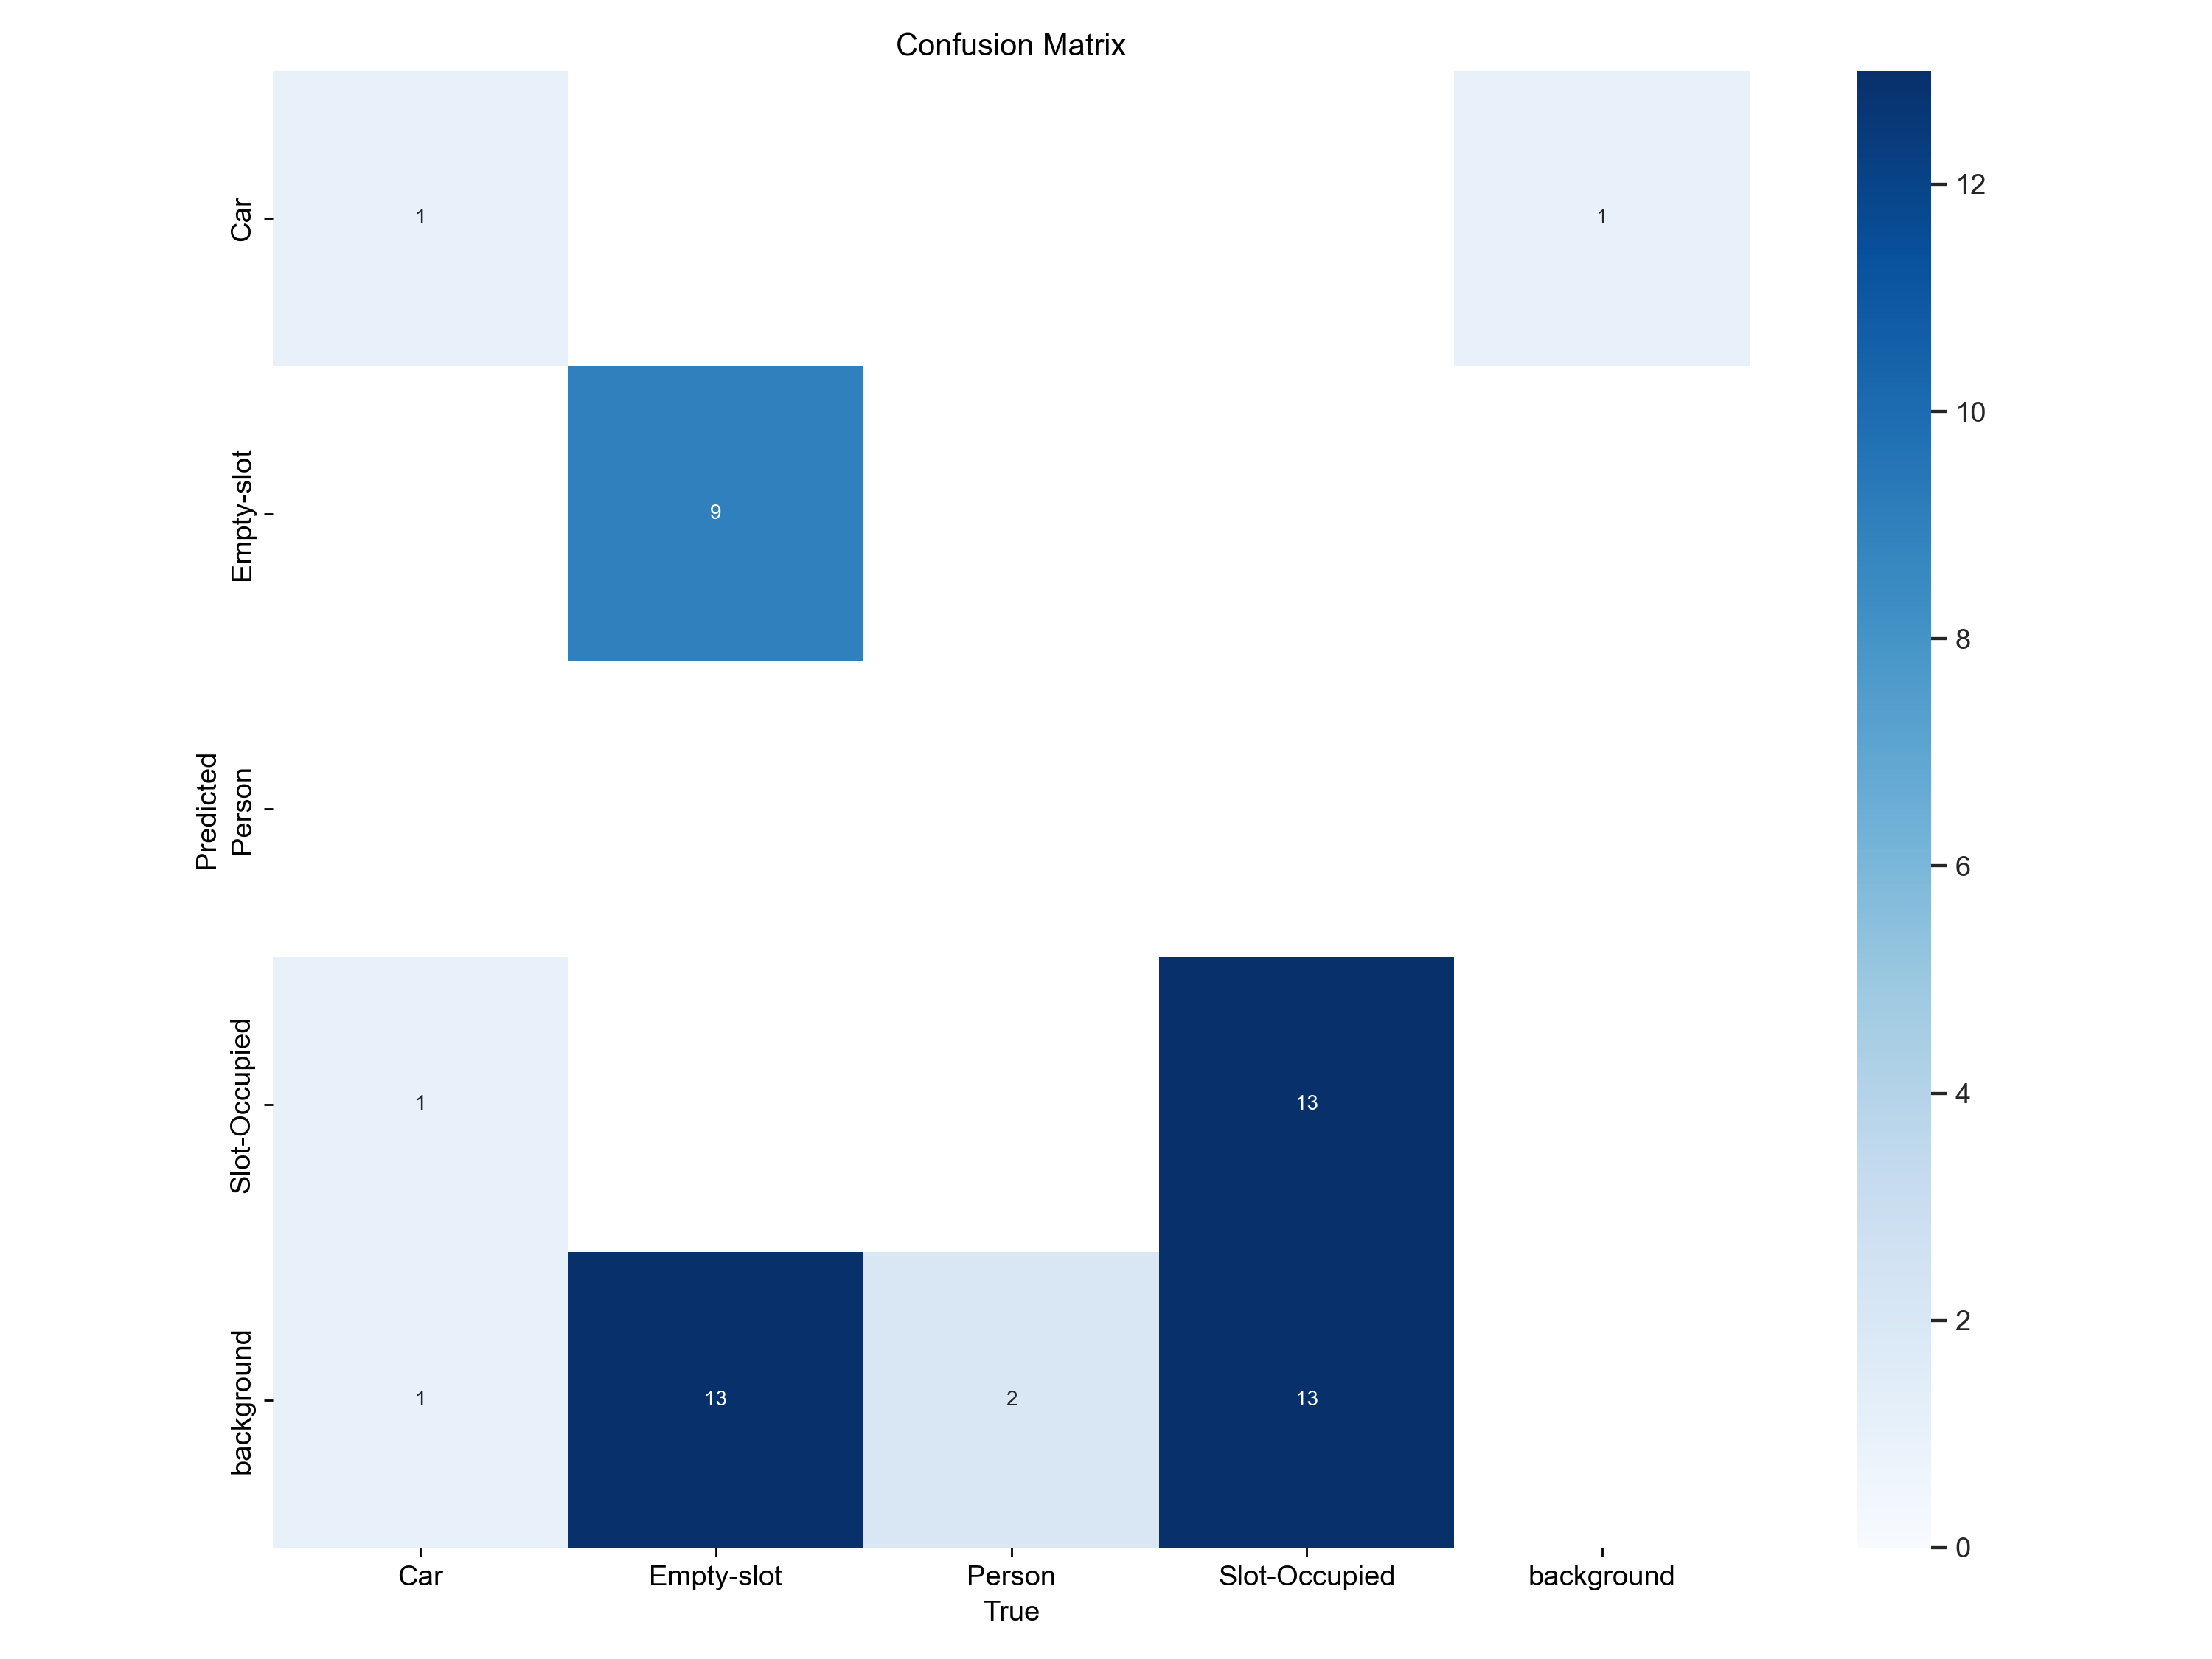 Confusion Matrix
Predicted
Car
1
1
Empty-slot
9
Person
Slot-Occupied
1
13
background
1
13
2
13
Car
Empty-slot
Person
Slot-Occupied
background
True
12
10
8
6
4
2
0